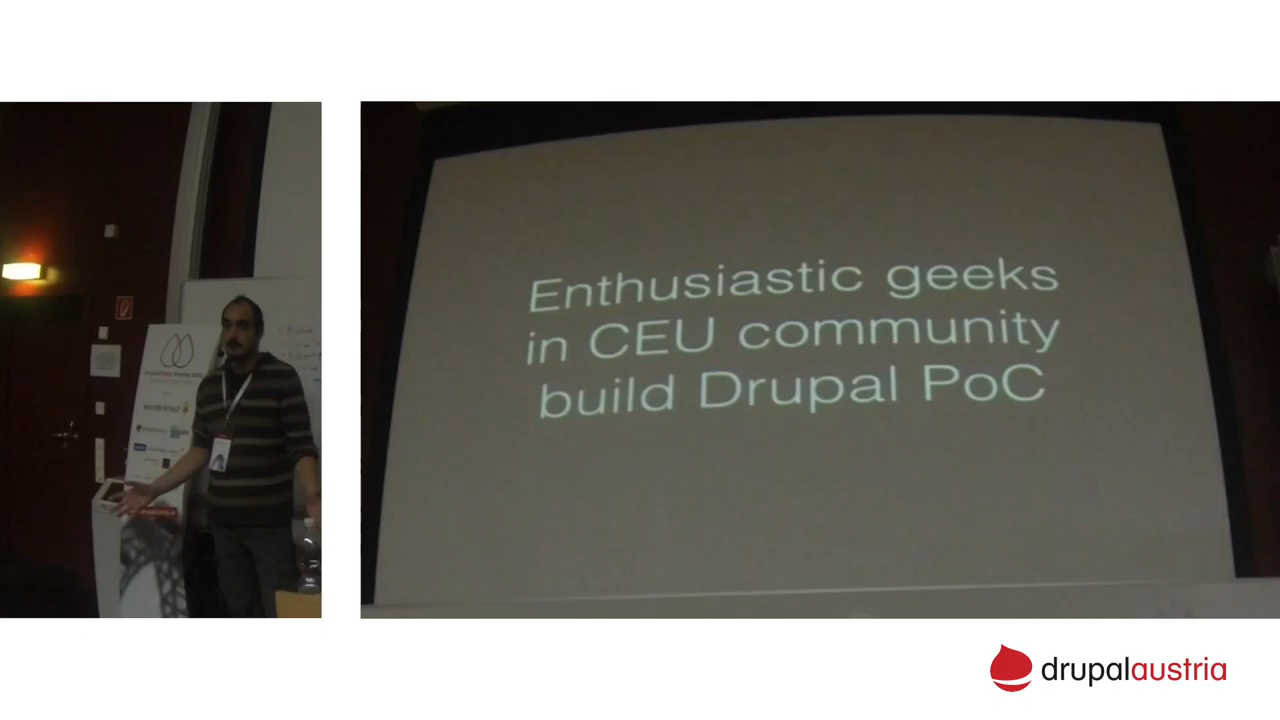 Enthusiastic geeks
in CEU community
build Drupal PoC
drupalaustria